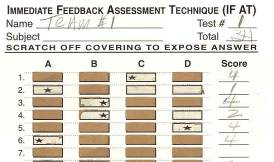 IMMEDIATE FEEDBACK ASSESSMENT TECHNIQUE (IF AT)
Name TEAM #1 Test # 1
Subject Total 34
SCRATCH OFF COVERING TO EXPOSE ANSWER
A B C D Score
1. 4
2. 1
3. 4
4. 2
5. 4
6. 4
7.